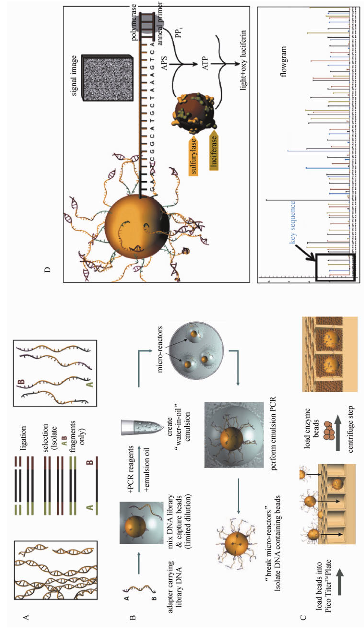 A
ligation
selection
(isolate
A B
fragments
only)
A
B
B
A
B
A
B
adapter carrying
library DNA
mix DNA library
& capture beads
(limited dilution)
+PCR reagents
+emulsion oil
create
"water-in-oil"
emulsion
micro-reactors
perform emulsion PCR
"break micro-reactors"
Isolate DNA containing beads
C
load beads into
Pico Titer™Plate
load enzyme
beads
centrifuge step
D
signal image
polymerase
anneal primer
APS
PPi
ATP
sulfurylase
luciferase
light+oxy luciferin
flowgram
key sequence